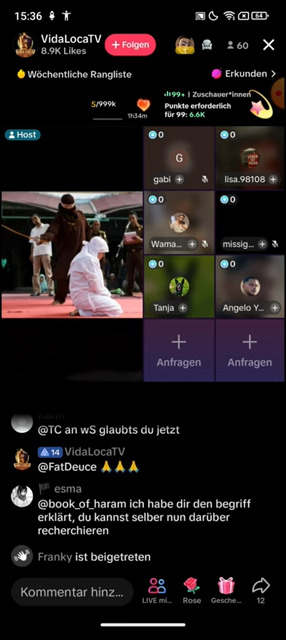 15:36
64
VidaLocaTV
8.9K Likes
+ Folgen
60
Wöchentliche Rangliste
Erkunden >
5/999k
1h34m
99+ | Zuschauer*innen
Punkte erforderlich
für 99: 6.6K
Host
0
0
G
gabi
lisa.98108
0
0
Wama...
missig...
0
0
Tanja
Angelo Y...
Anfragen
Anfragen
@TC an wS glaubts du jetzt
14 VidaLocaTV
@FatDeuce 🙏🙏🙏
esma
@book_of_haram ich habe dir den begriff
erklärt, du kannst selber nun darüber
recherchieren
Franky ist beigetreten
Kommentar hinz...
LIVE mi...
Rose
Gesche...
12